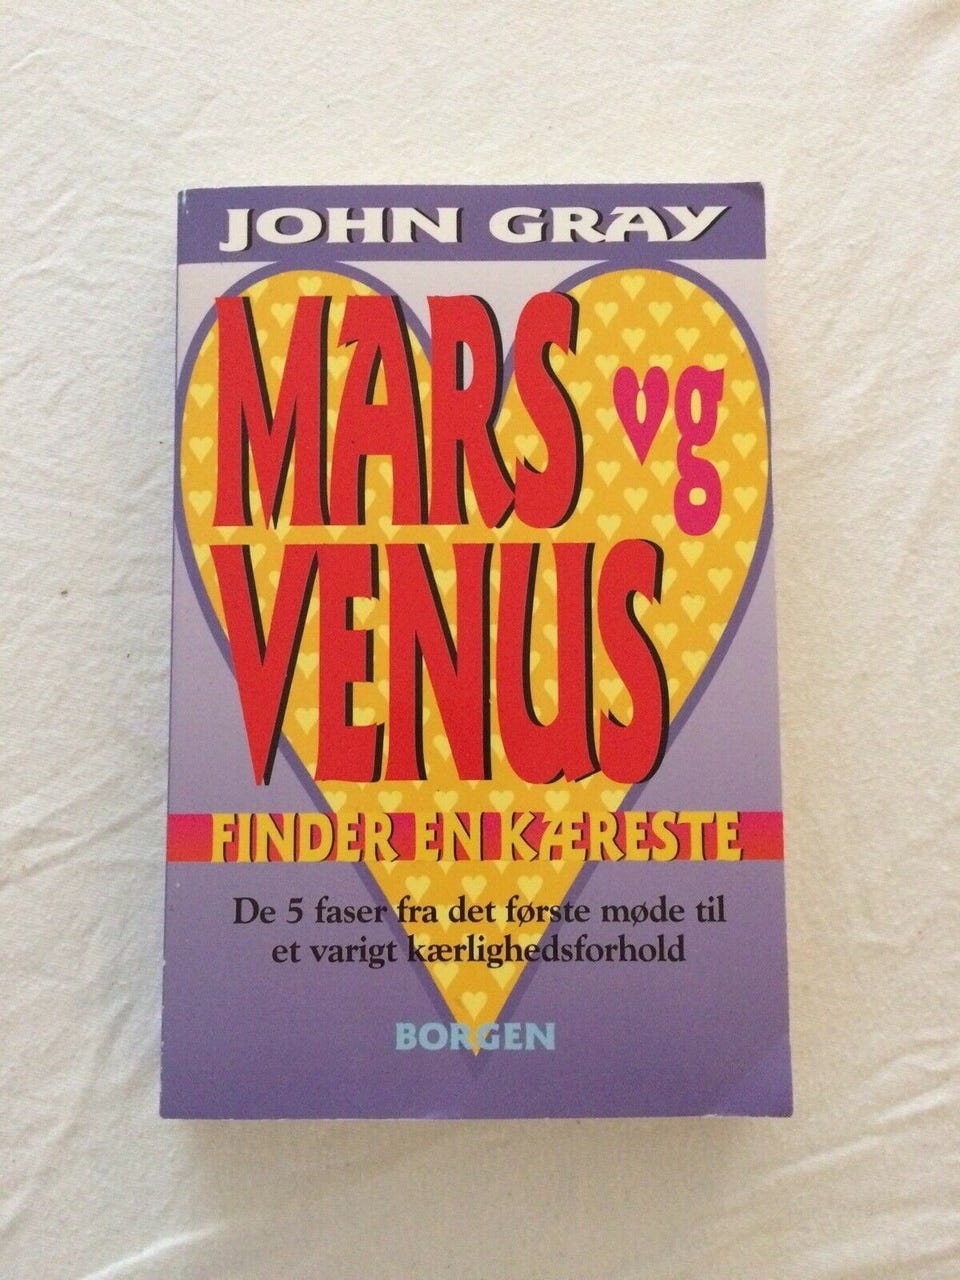 JOHN GRAY
MARS og
VENUS
FINDER EN KÆRESTE
De 5 faser fra det første møde til
et varigt kærlighedsforhold
BORGEN